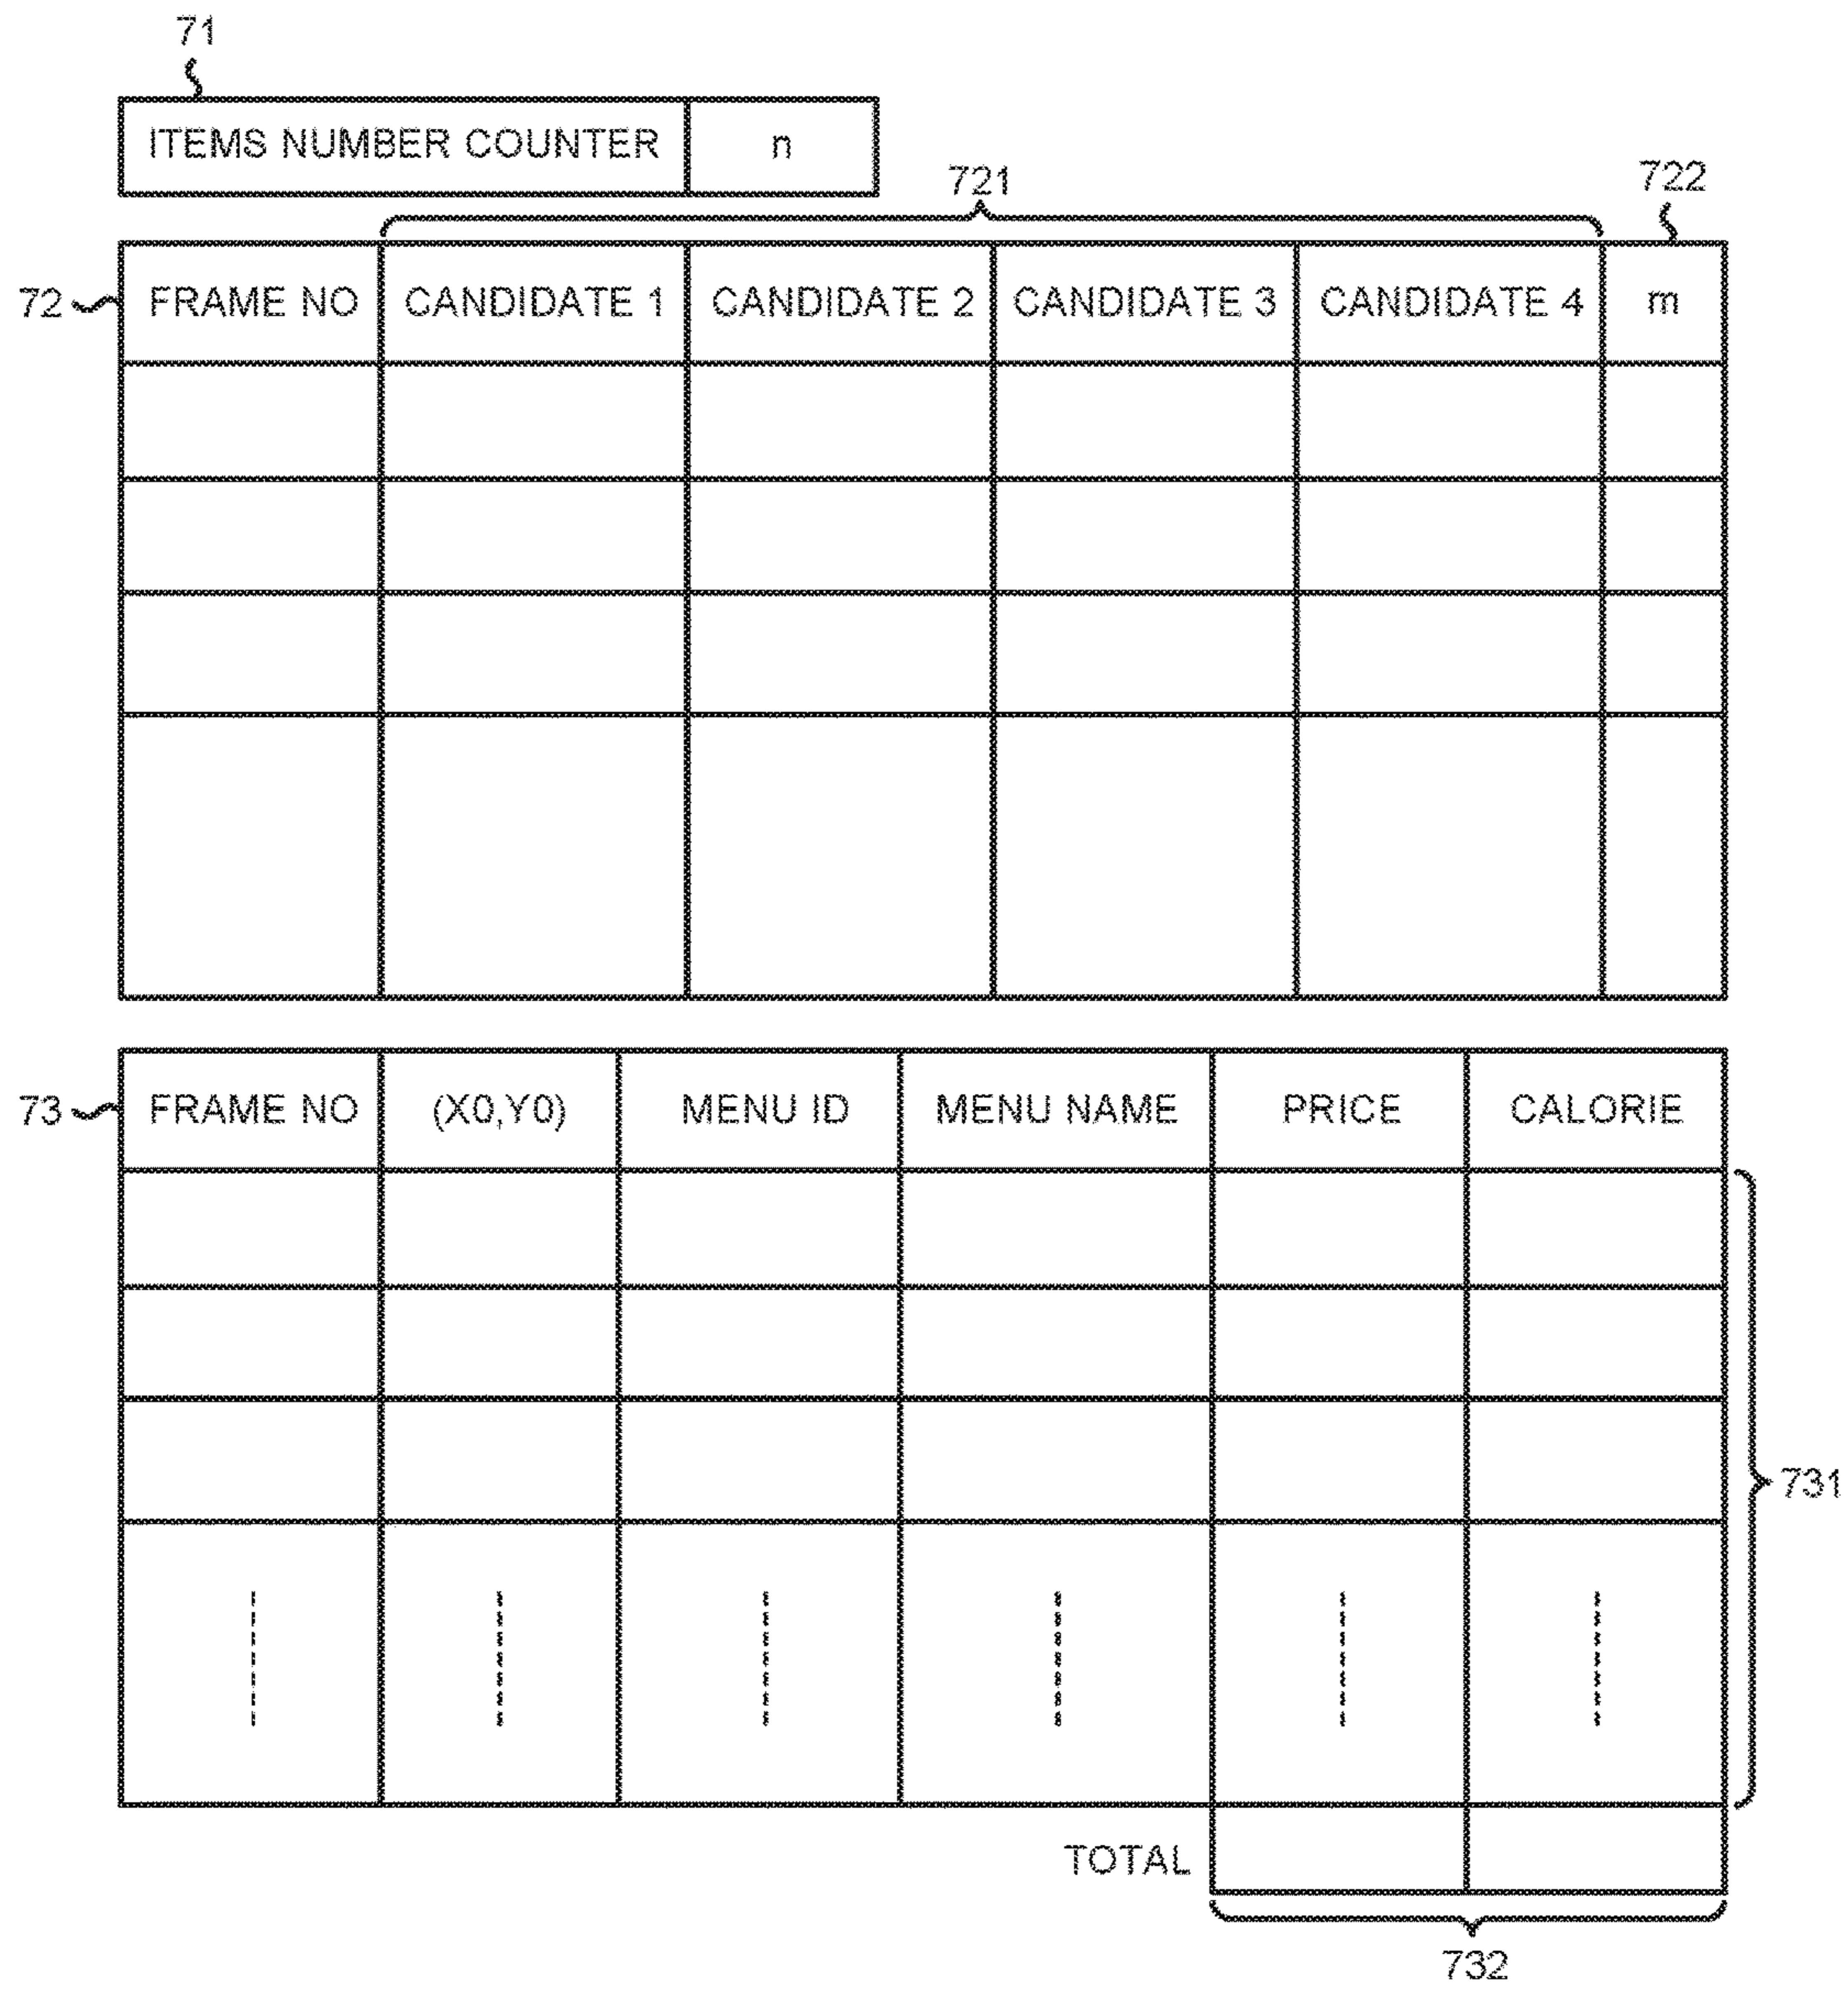 71
ITEMS NUMBER COUNTER n
721
722
72 FRAME NO CANDIDATE 1 CANDIDATE 2 CANDIDATE 3 CANDIDATE 4 m
73 FRAME NO (X0,Y0) MENU ID MENU NAME PRICE CALORIE
731
TOTAL
732